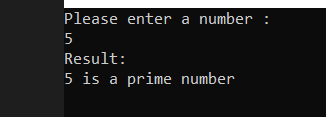 Please enter a number :
5
Result:
5 is a prime number